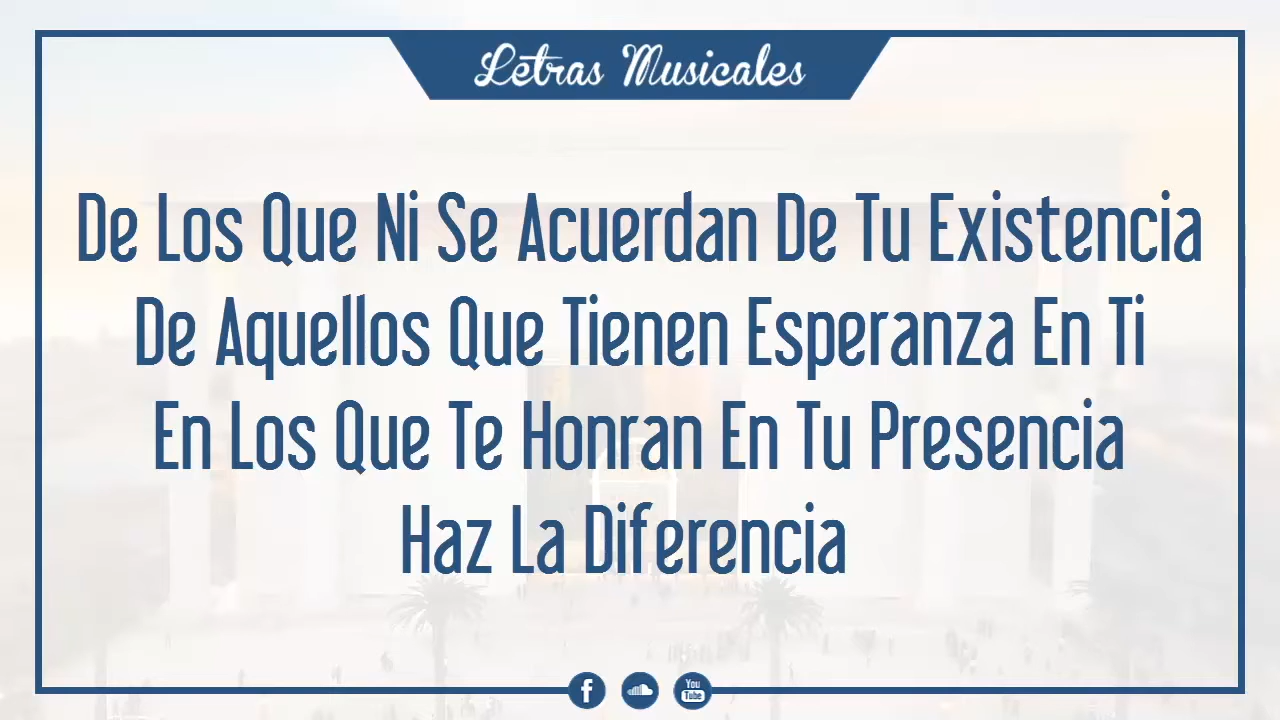 Letras Musicales
De Los Que Ni Se Acuerdan De Tu Existencia
De Aquellos Que Tienen Esperanza En Ti
En Los Que Te Honran En Tu Presencia
Haz La Diferencia
f
You
Tube